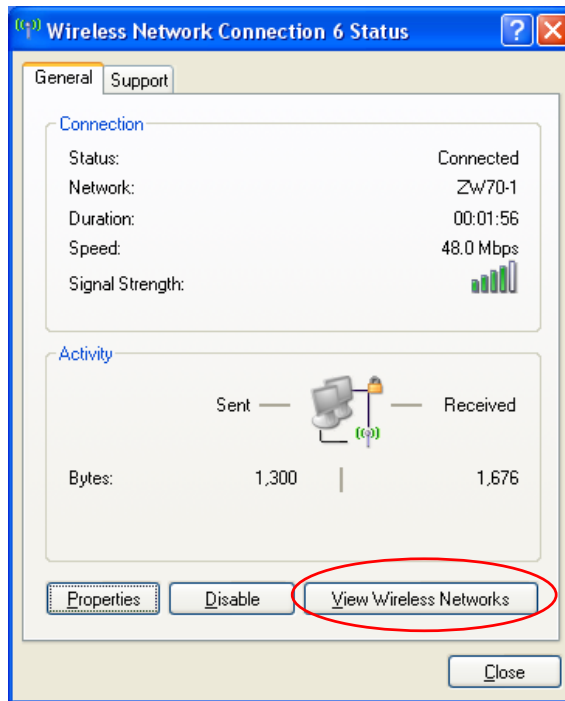 Wireless Network Connection 6 Status
General Support
Connection
Status: Connected
Network: ZW70-1
Duration: 00:01:56
Speed: 48.0 Mbps
Signal Strength:
Activity
Sent Received
Bytes: 1,300 1,676
Properties Disable View Wireless Networks
Close